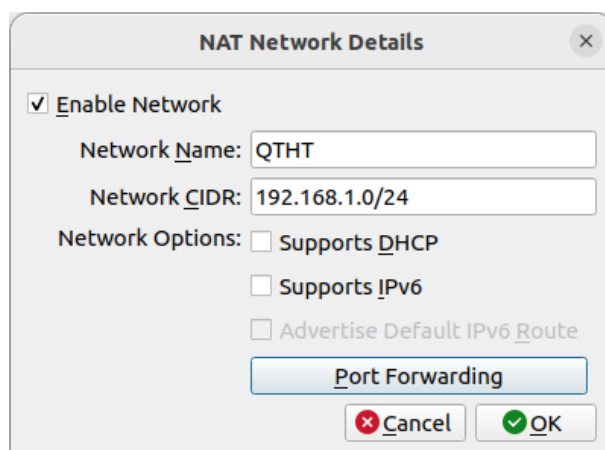 NAT Network Details
Enable Network
Network Name: QTHT
Network CIDR: 192.168.1.0/24
Network Options: Supports DHCP
Supports IPv6
Advertise Default IPv6 Route
Port Forwarding
Cancel OK